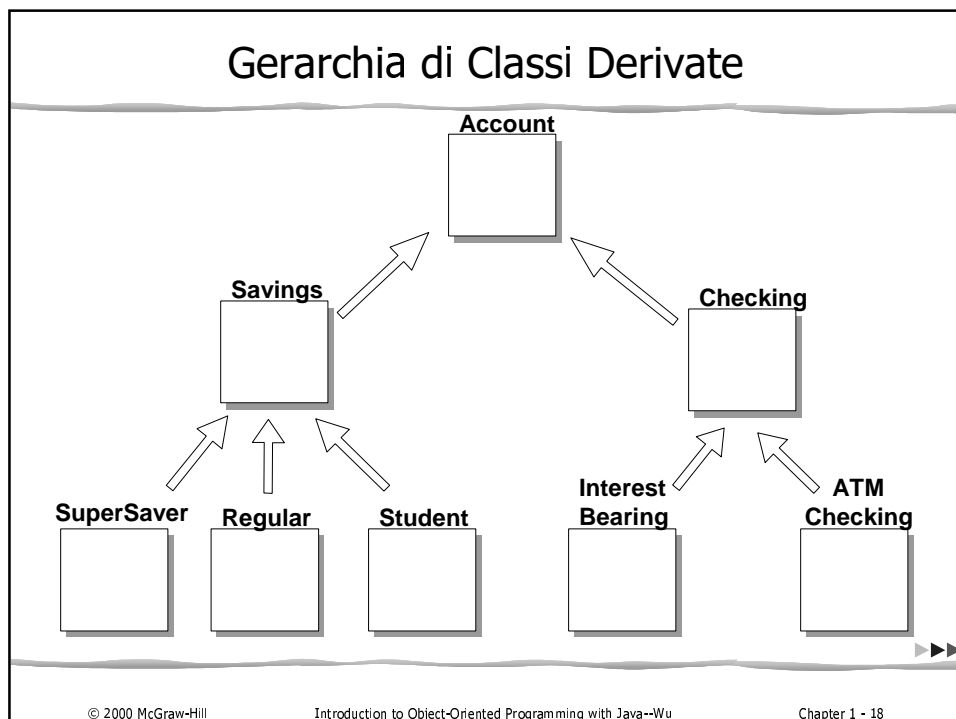 Gerarchia di Classi Derivate
Account
Savings
Checking
SuperSaver
Regular
Student
Interest
Bearing
ATM
Checking
© 2000 McGraw-Hill
Introduction to Object-Oriented Programming with Java--Wu
Chapter 1 - 18